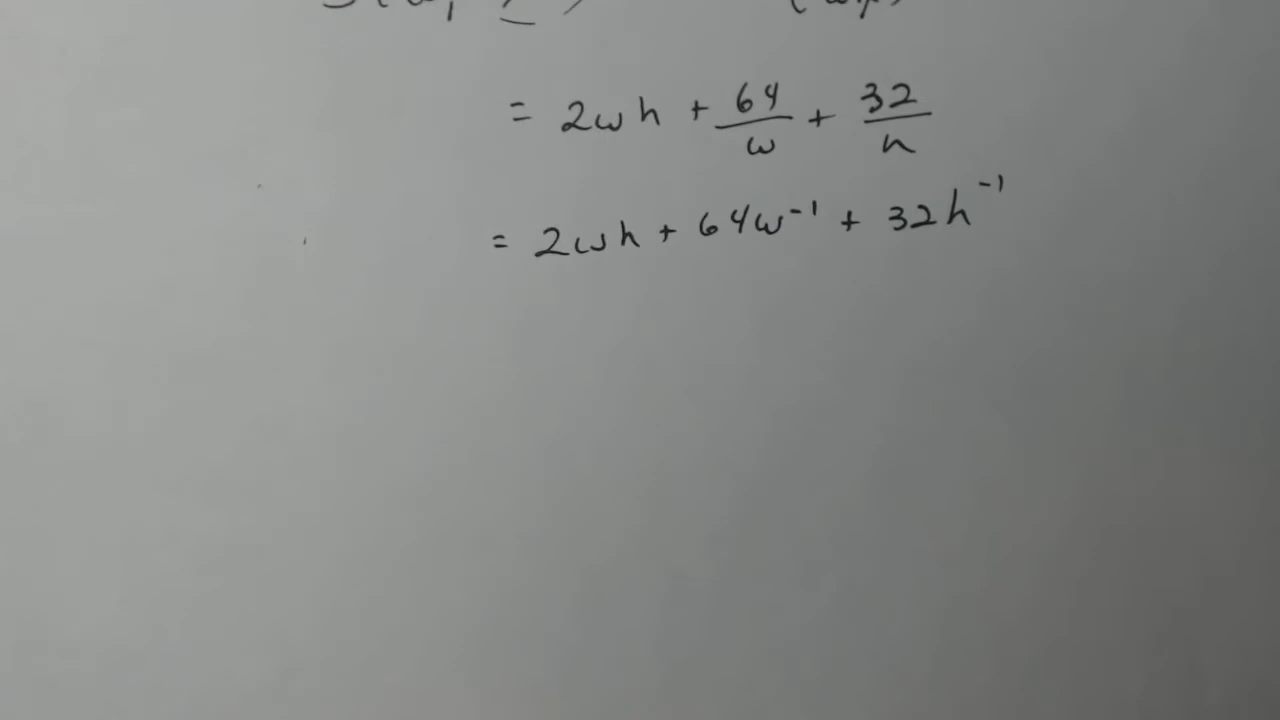 = 2wh + 64/w + 32/h
= 2wh + 64w⁻¹ + 32h⁻¹